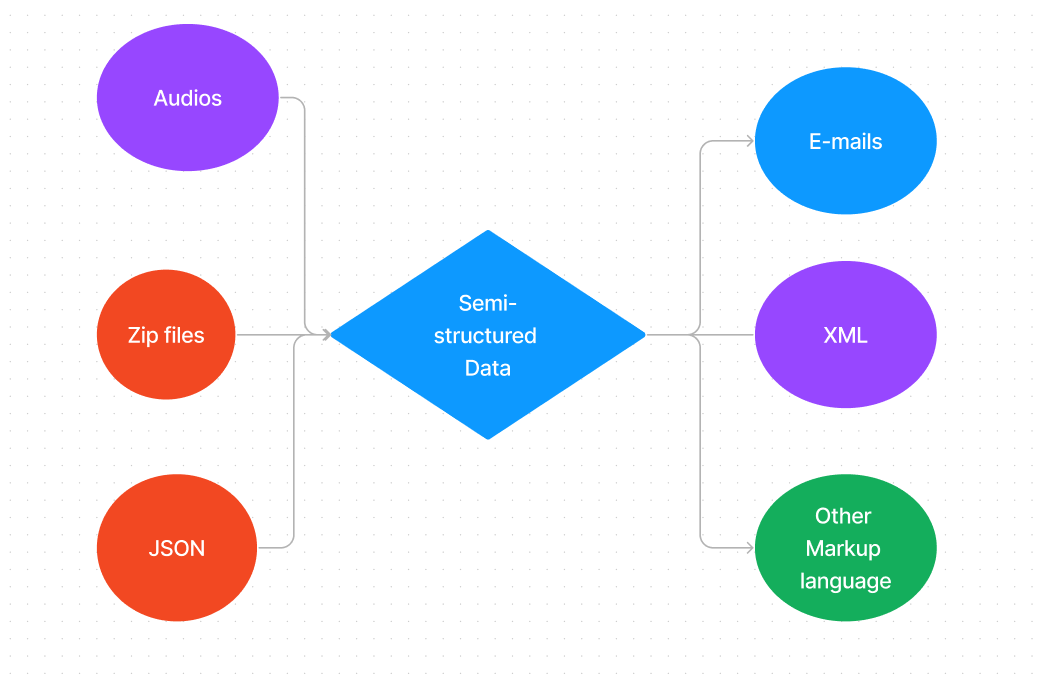 Audios
Zip files
JSON
Semi-
structured
Data
E-mails
XML
Other
Markup
language